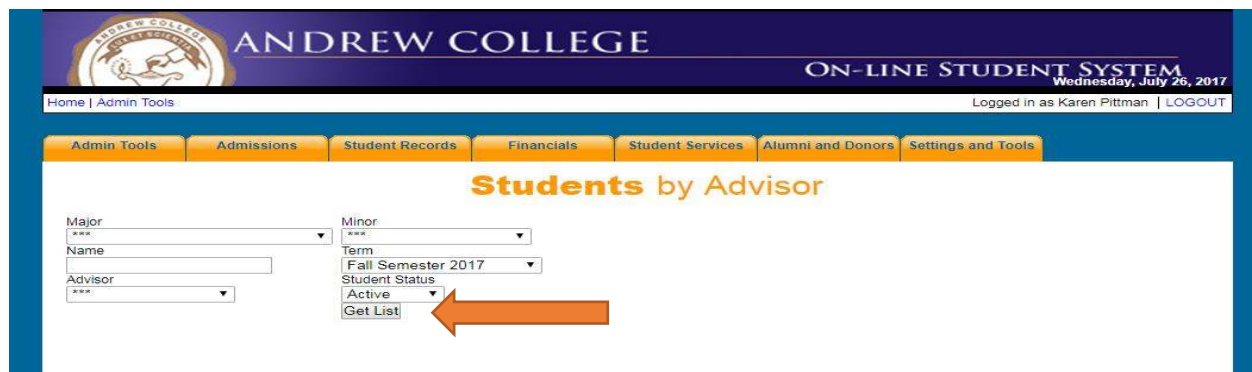 ANDREW COLLEGE
ANDREW COLLEGE
ON-LINE STUDENT SYSTEM
Wednesday, July 26, 2017
Home | Admin Tools
Logged in as Karen Pittman | LOGOUT
Admin Tools Admissions Student Records Financials Student Services Alumni and Donors Settings and Tools
Students by Advisor
Major Minor
*** ***
Name Term
Fall Semester 2017
Advisor Student Status
*** Active
Get List